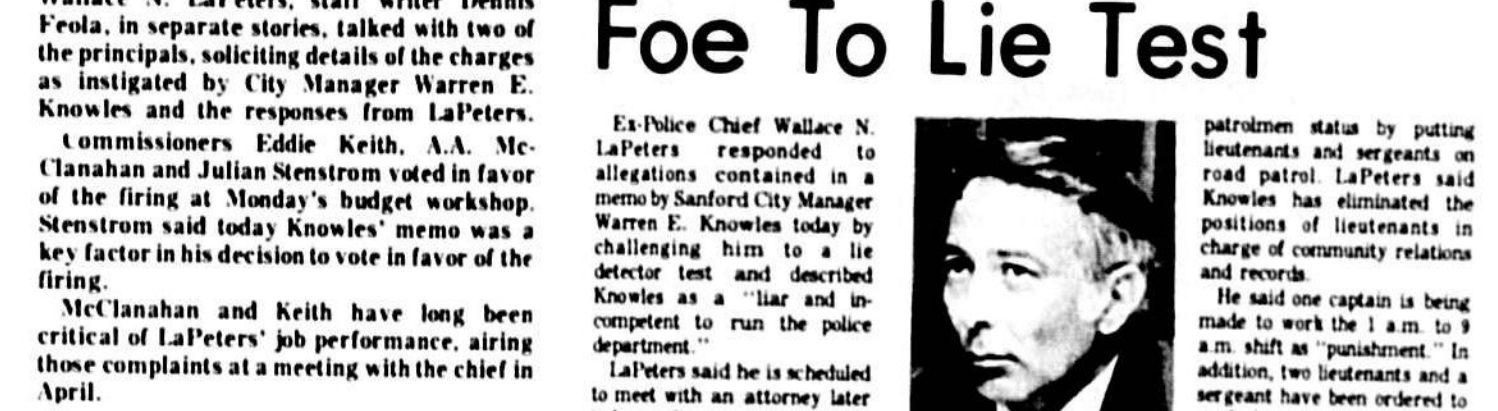 Wallace N. LaPeters, staff writer Dennis
Feola, in separate stories, talked with two of
the principals, soliciting details of the charges
as instigated by City Manager Warren E.
Knowles and the responses from LaPeters.
Commissioners Eddie Keith, A.A. Mc-
Clanahan and Julian Stenstrom voted in favor
of the firing at Monday's budget workshop.
Stenstrom said today Knowles' memo was a
key factor in his decision to vote in favor of the
firing.
McClanahan and Keith have long been
critical of LaPeters' job performance, airing
those complaints at a meeting with the chief in
April.
Foe To Lie Test
Ex-Police Chief Wallace N.
LaPeters responded to
allegations contained in a
memo by Sanford City Manager
Warren E. Knowles today by
challenging him to a lie
detector test and described
Knowles as a "liar and in-
competent to run the police
department."
LaPeters said he is scheduled
to meet with an attorney later
patrolmen status by putting
lieutenants and sergeants on
road patrol. LaPeters said
Knowles has eliminated the
positions of lieutenants in
charge of community relations
and records.
He said one captain is being
made to work the 1 a.m. to 9
a.m. shift as "punishment." In
addition, two lieutenants and a
sergeant have been ordered to